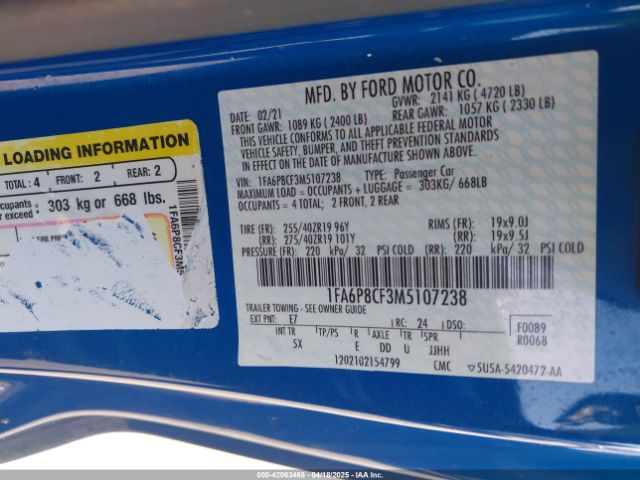 LOADING INFORMATION
TOTAL: 4 FRONT: 2 REAR: 2
303 kg or 668 lbs.
1FA6P8CF3M5
MFD. BY FORD MOTOR CO.
DATE: 02/21 GVWR: 2141 KG ( 4720 LB)
FRONT GAWR: 1089 KG ( 2400 LB) REAR GAWR: 1057 KG ( 2330 LB)
THIS VEHICLE CONFORMS TO ALL APPLICABLE FEDERAL MOTOR
VEHICLE SAFETY, BUMPER, AND THEFT PREVENTION STANDARDS
IN EFFECT ON THE DATE OF MANUFACTURE SHOWN ABOVE.
VIN: 1FA6P8CF3M5107238 TYPE: Passenger Car
MAXIMUM LOAD = OCCUPANTS + LUGGAGE = 303KG/ 668LB
OCCUPANTS: 4 TOTAL; 2 FRONT, 2 REAR
TIRE (FR): 255/40ZR19 96Y RIMS (FR): 19x9.0J
(RR): 275/40ZR19 101Y (RR): 19x9.5J
PRESSURE (FR): 220 kPa/ 32 PSI COLD (RR): 220 kPa/ 32 PSI COLD
1FA6P8CF3M5107238
TRAILER TOWING - SEE OWNER GUIDE
EXT PNT: E7 RC: 24 DSO: F0089
INT TR TP/PS R AXLE TR SPR R0068
5X E DD U JJHH
1202102154799 CMC 5USA-5420472-AA
000-42063468 - 04/18/2025 - IAAI.COM